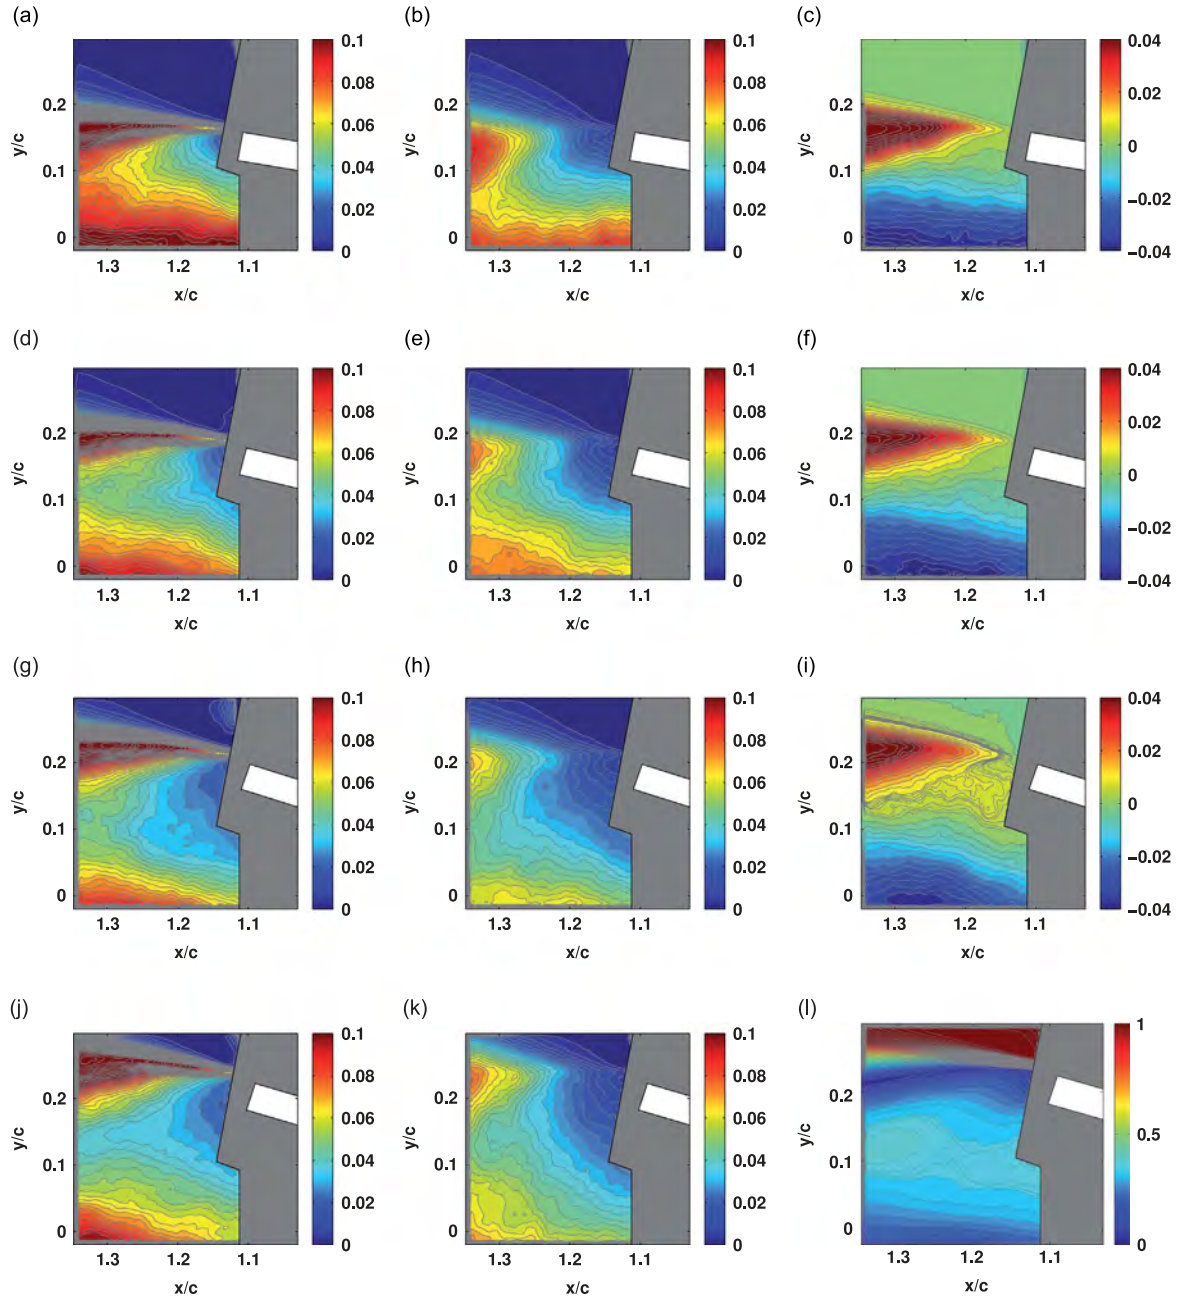 (a) (b) (c)
0.1 0.1 0.04
0.2 0.08 0.2 0.08 0.2 0.02
y/c 0.1 0.06 y/c 0.1 0.06 y/c 0.1 0
0.04 0.04
0 0.02 0 0.02 0 −0.02
0 0 −0.04
1.3 1.2 1.1 1.3 1.2 1.1 1.3 1.2 1.1
x/c x/c x/c
(d) (e) (f)
0.1 0.1 0.04
0.2 0.08 0.2 0.08 0.2 0.02
y/c 0.1 0.06 y/c 0.1 0.06 y/c 0.1 0
0.04 0.04
0 0.02 0 0.02 0 −0.02
0 0 −0.04
1.3 1.2 1.1 1.3 1.2 1.1 1.3 1.2 1.1
x/c x/c x/c
(g) (h) (i)
0.1 0.1 0.04
0.2 0.08 0.2 0.08 0.2 0.02
y/c 0.1 0.06 y/c 0.1 0.06 y/c 0.1 0
0.04 0.04
0 0.02 0 0.02 0 −0.02
0 0 −0.04
1.3 1.2 1.1 1.3 1.2 1.1 1.3 1.2 1.1
x/c x/c x/c
(j) (k) (l)
0.1 0.1 1
0.2 0.08 0.2 0.08 0.2
y/c 0.1 0.06 y/c 0.1 0.06 y/c 0.1 0.5
0.04 0.04
0 0.02 0 0.02 0
0 0 0
1.3 1.2 1.1 1.3 1.2 1.1 1.3 1.2 1.1
x/c x/c x/c